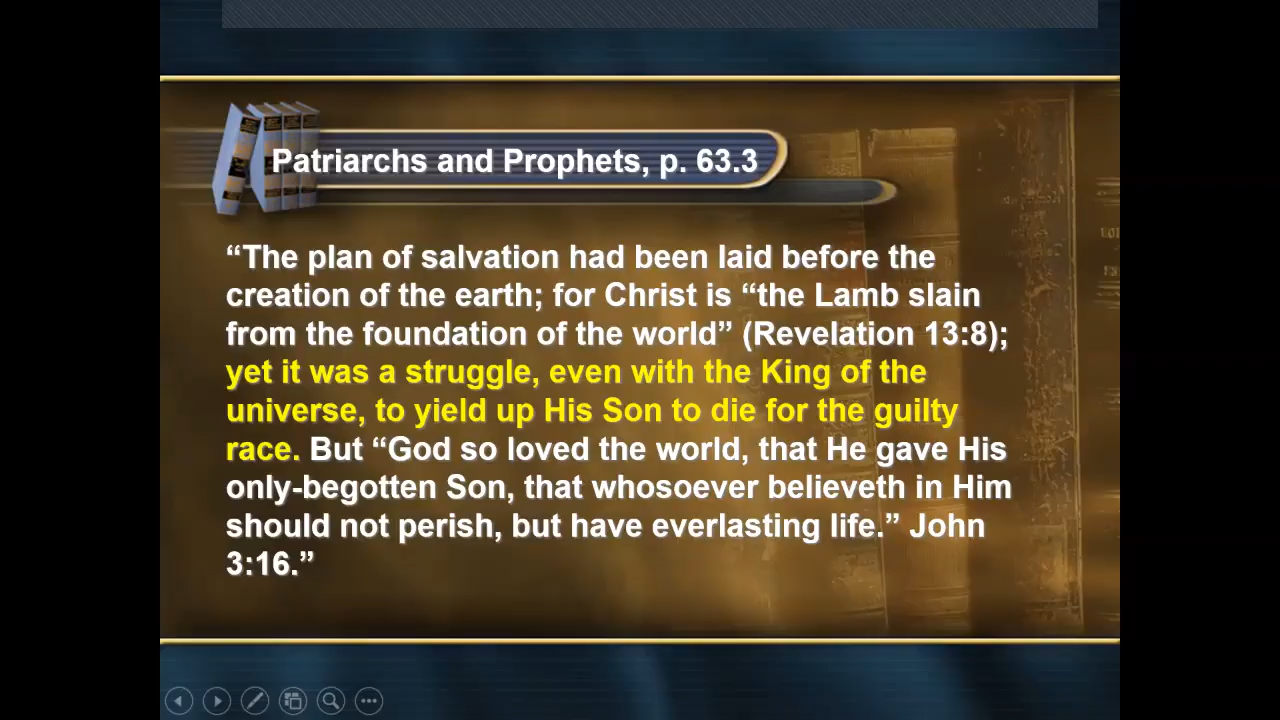 Patriarchs and Prophets, p. 63.3
“The plan of salvation had been laid before the
creation of the earth; for Christ is “the Lamb slain
from the foundation of the world” (Revelation 13:8);
yet it was a struggle, even with the King of the
universe, to yield up His Son to die for the guilty
race. But “God so loved the world, that He gave His
only-begotten Son, that whosoever believeth in Him
should not perish, but have everlasting life.” John
3:16.”